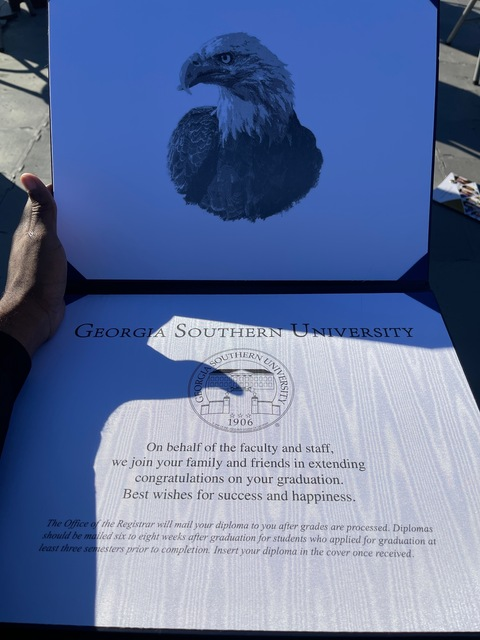 GEORGIA SOUTHERN UNIVERSITY
GEORGIA SOUTHERN UNIVERSITY
1906
On behalf of the faculty and staff,
we join your family and friends in extending
congratulations on your graduation.
Best wishes for success and happiness.
The Office of the Registrar will mail your diploma to you after grades are processed. Diplomas
should be mailed six to eight weeks after graduation for students who applied for graduation at
least three semesters prior to completion. Insert your diploma in the cover once received.